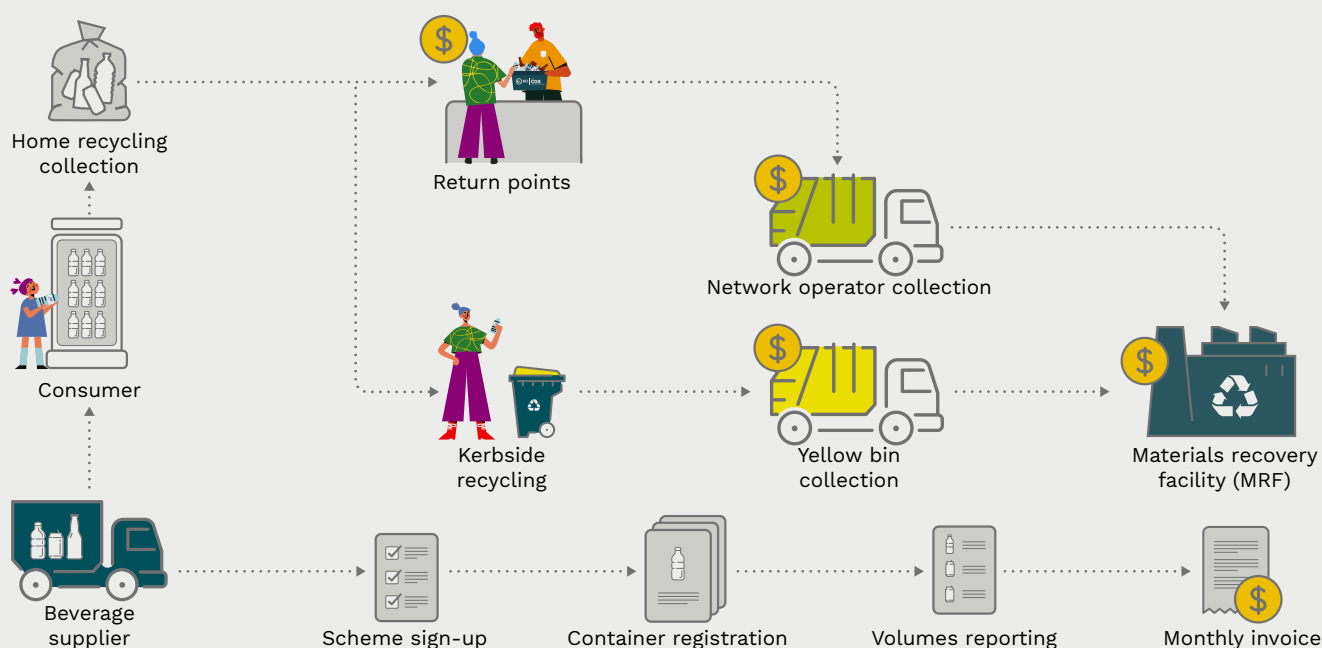 Home recycling
collection
Return points
Network operator collection
Consumer
Kerbside
recycling
Yellow bin
collection
Materials recovery
facility (MRF)
Beverage
supplier
Scheme sign-up
Container registration
Volumes reporting
Monthly invoice
$
$
$
$
$
CDS